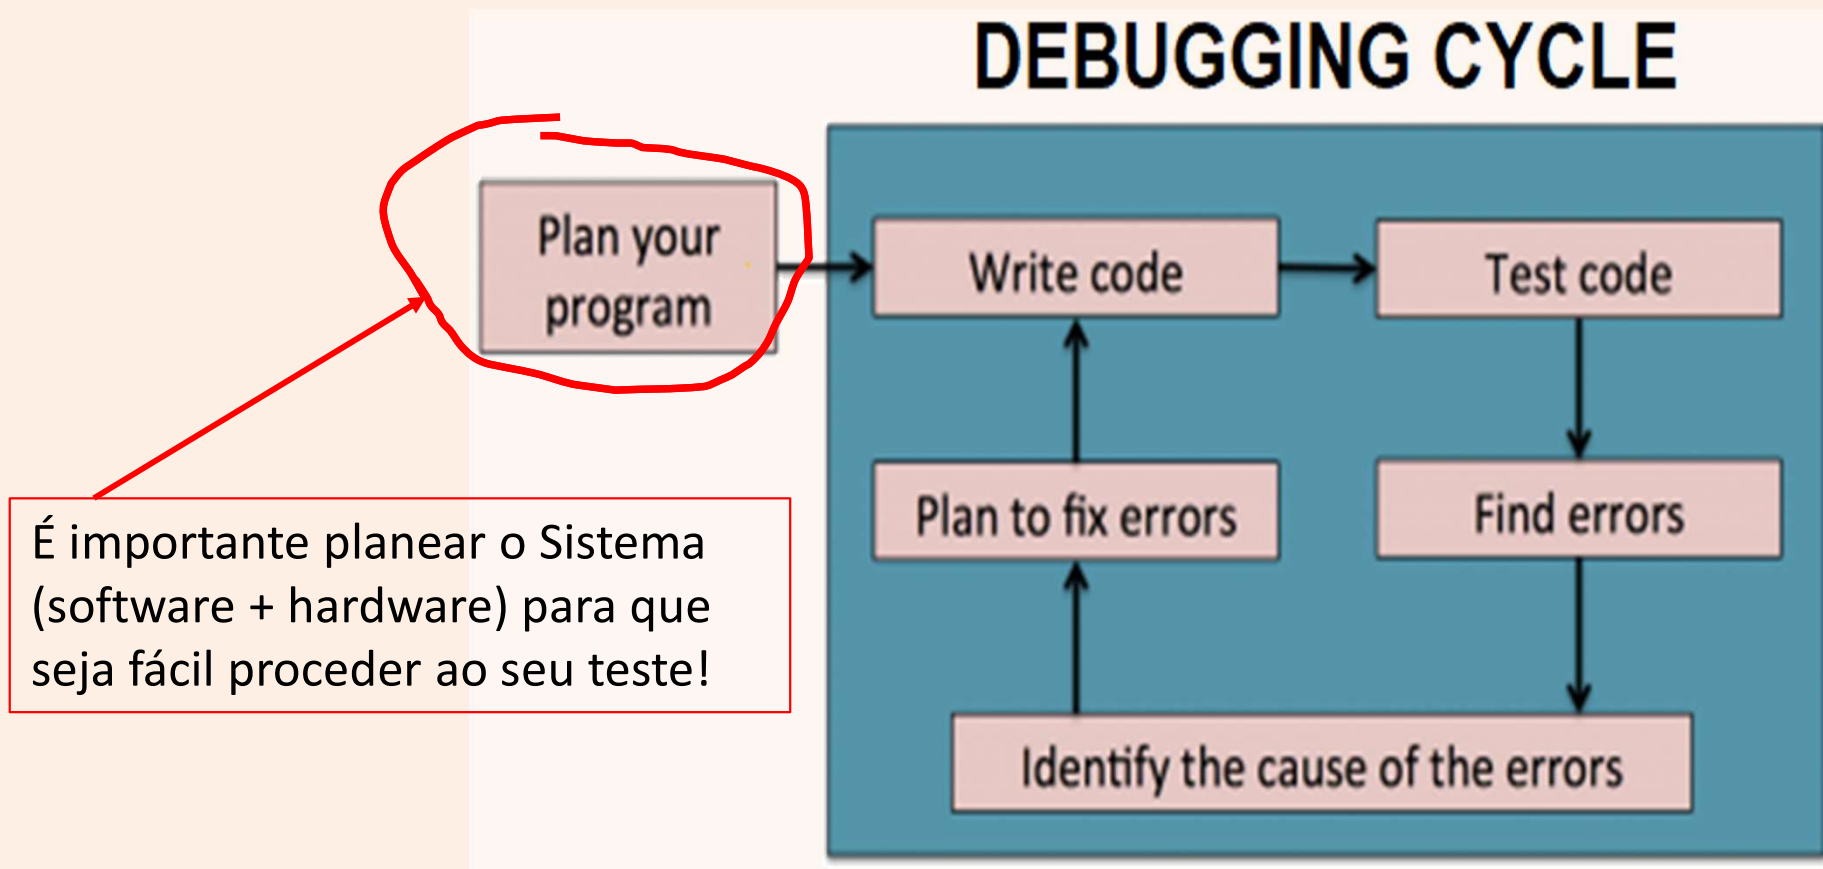 DEBUGGING CYCLE
Plan your
program
Write code
Test code
Plan to fix errors
Find errors
Identify the cause of the errors
É importante planear o Sistema
(software + hardware) para que
seja fácil proceder ao seu teste!